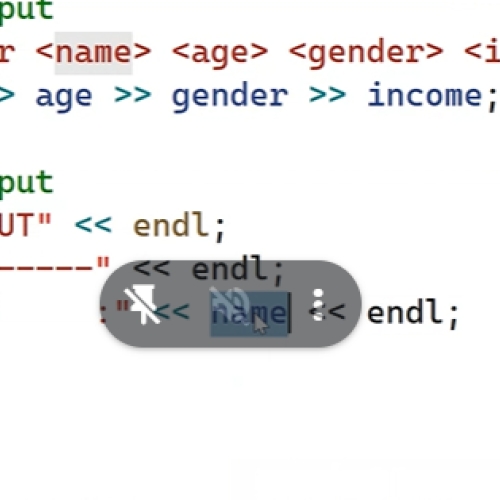 put
r <name> <age> <gender> <i
> age >> gender >> income;
put
UT" << endl;
-----" << endl;
:" << name << endl;